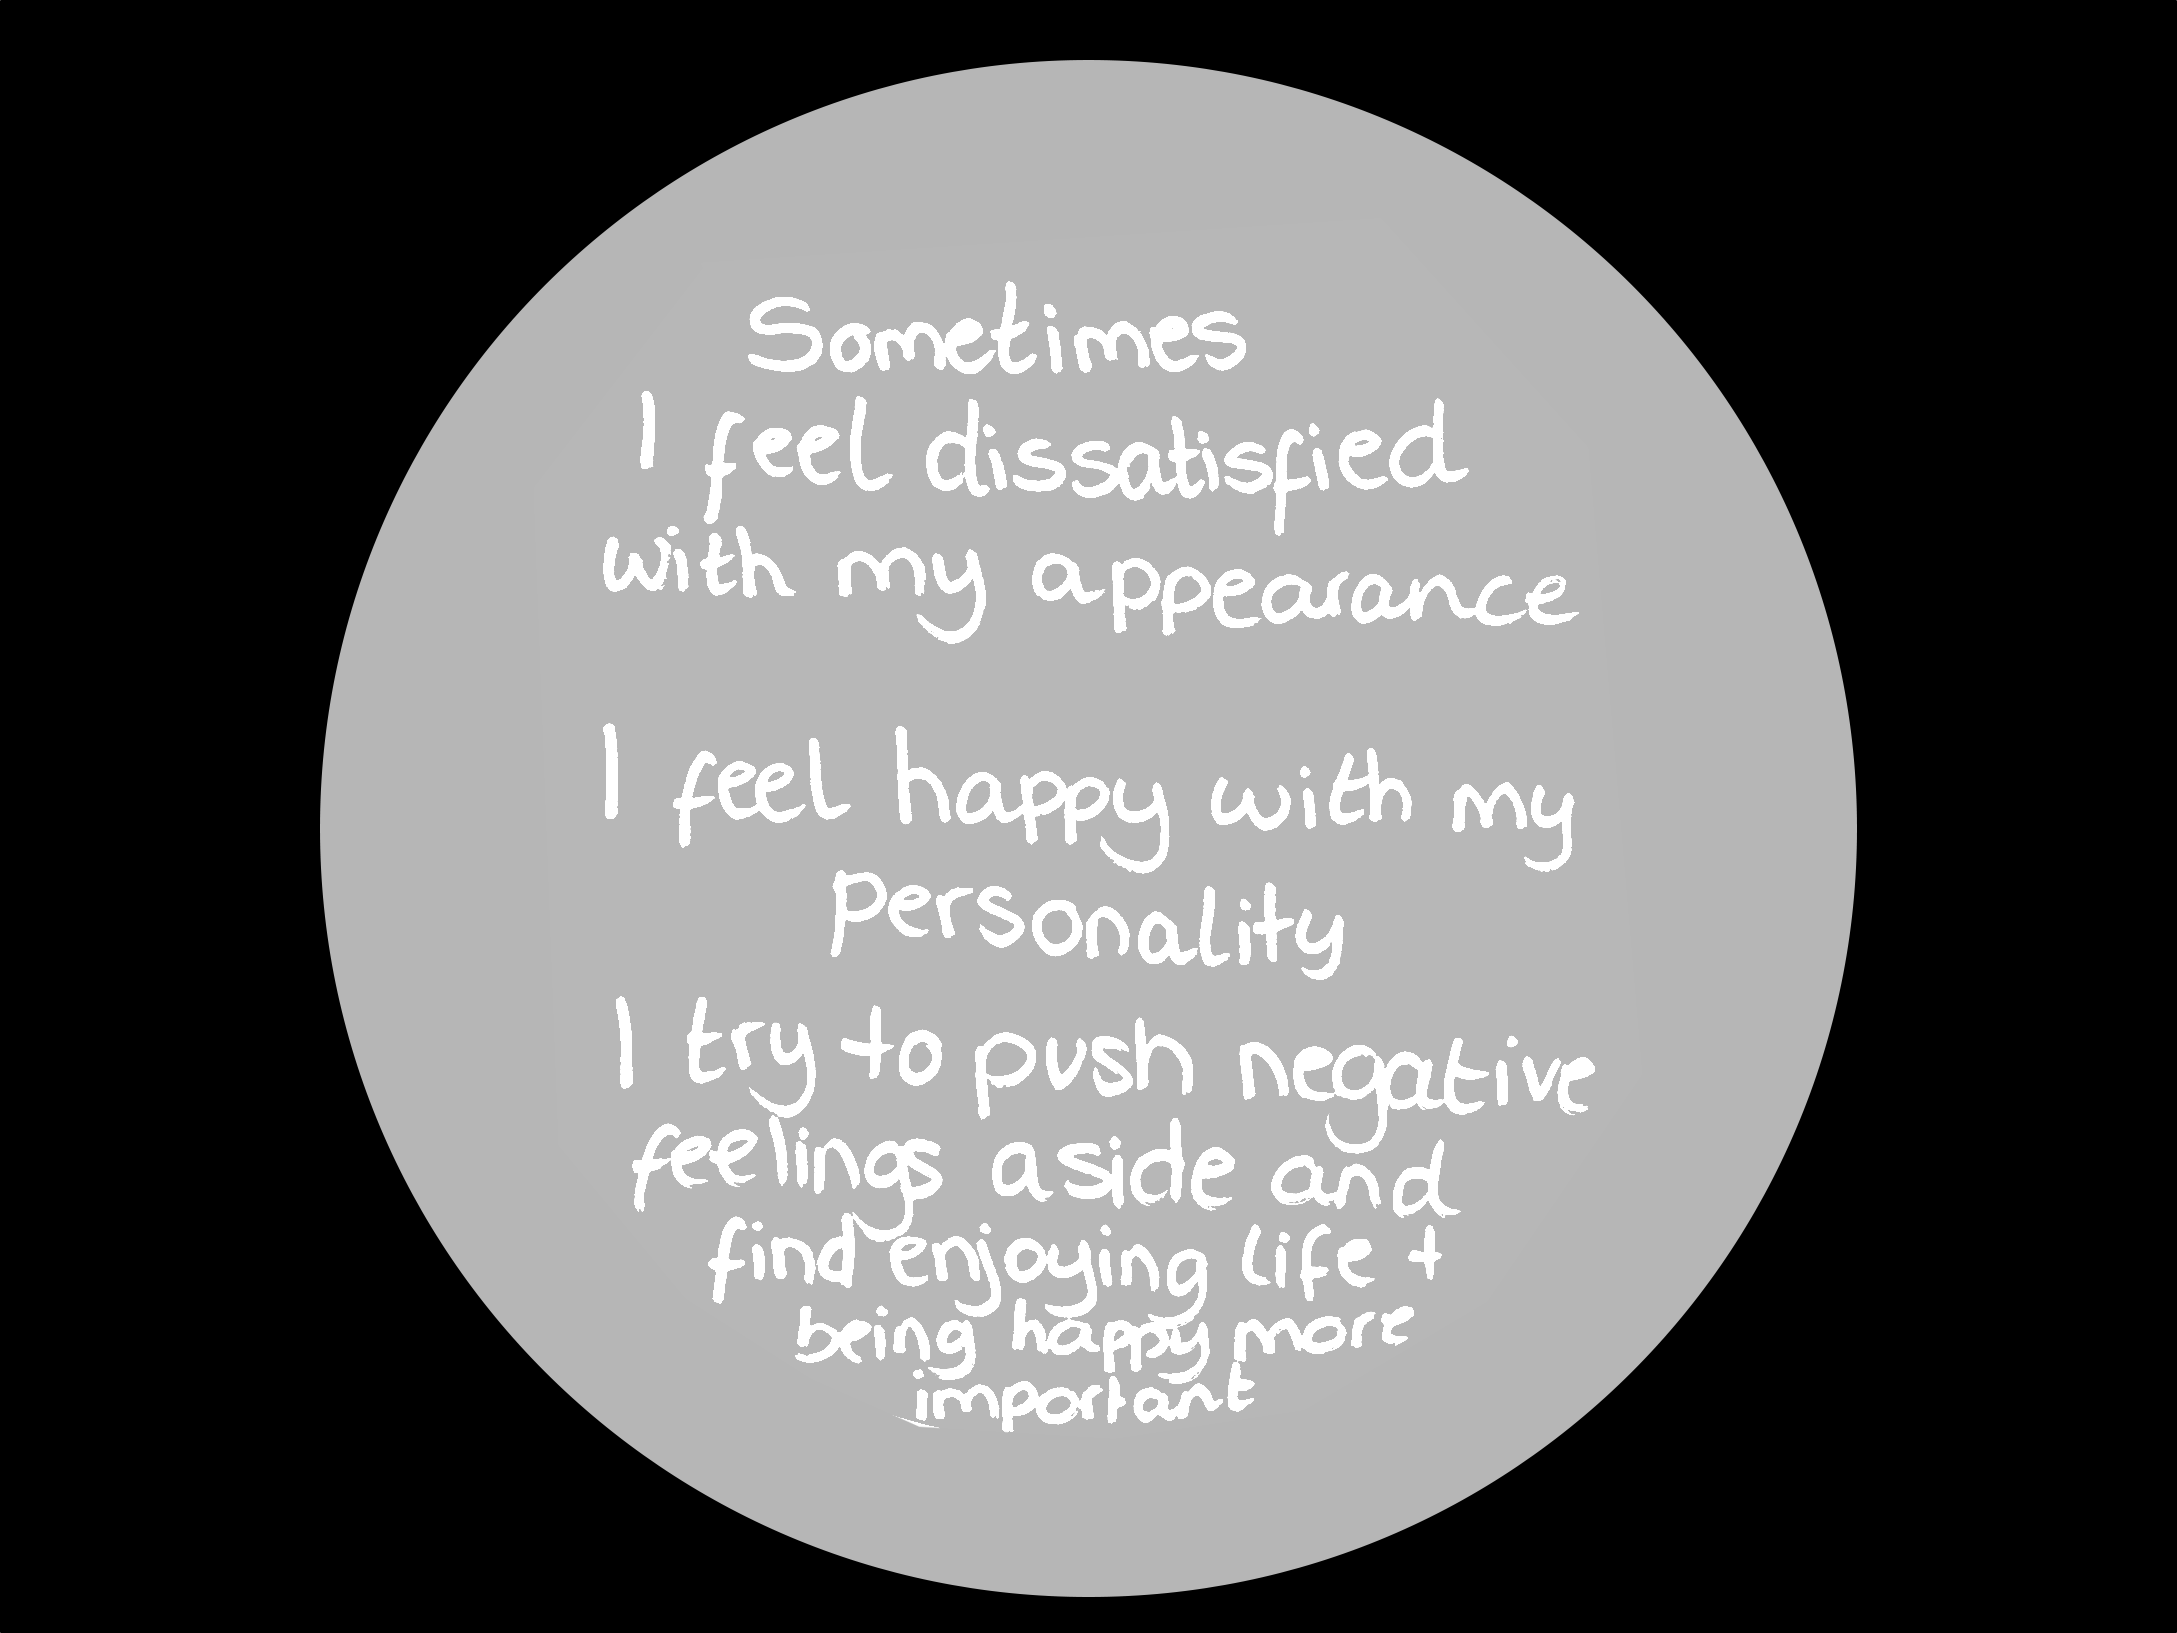 Sometimes
I feel dissatisfied
with my appearance
I feel happy with my
personality
I try to push negative
feelings aside and
find enjoying life +
being happy more
important